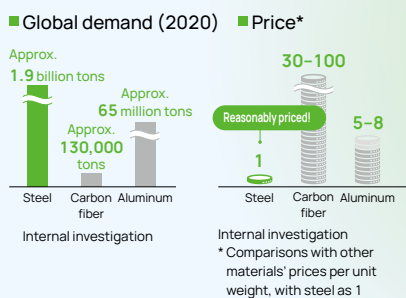 Global demand (2020)
Approx.
1.9 billion tons
Approx.
130,000
tons
Approx.
65 million tons
Steel
Carbon
fiber
Aluminum
Internal investigation
Price*
Reasonably priced!
1
30–100
5–8
Steel
Carbon
fiber
Aluminum
Internal investigation
* Comparisons with other
materials' prices per unit
weight, with steel as 1